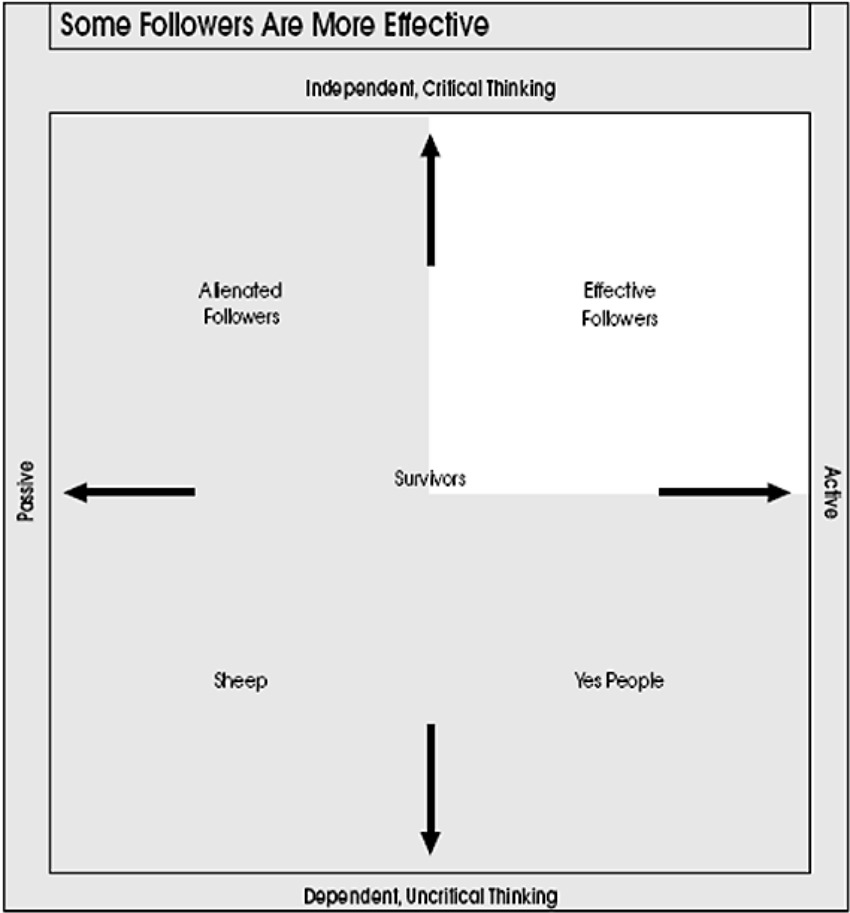 Some Followers Are More Effective
Independent, Critical Thinking
Alienated
Followers
Effective
Followers
Passive
Survivors
Active
Sheep
Yes People
Dependent, Uncritical Thinking